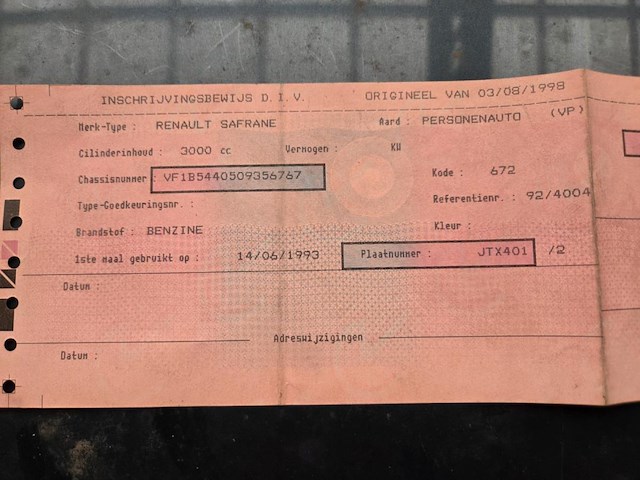 INSCHRIJVINGSBEWIJS D.I.V. ORIGINEEL VAN 03/08/1998
Merk-Type : RENAULT SAFRANE Aard : PERSONENAUTO (VP)
Cilinderinhoud : 3000 cc Vermogen : KW
Chassisnummer : VF1B5440509356767 Kode : 672
Type-Goedkeuringsnr. : Referentienr. : 92/4004
Brandstof : BENZINE Kleur :
1ste maal gebruikt op : 14/06/1993 Plaatnummer : JTX401 /2
Datum :
Adreswijzigingen
Datum :